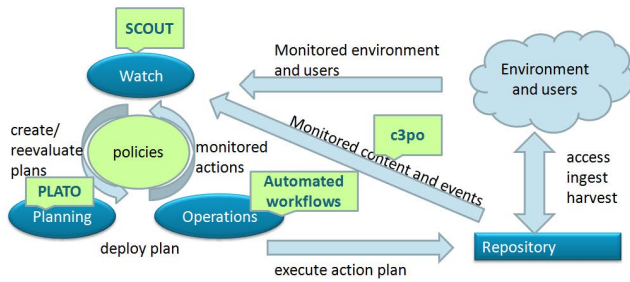 SCOUT
Watch
Monitored environment
and users
Environment
and users
create/
reevaluate
plans
policies
monitored
actions
c3po
Monitored content and events
access
ingest
harvest
PLATO
Planning
Automated
workflows
Operations
deploy plan
execute action plan
Repository